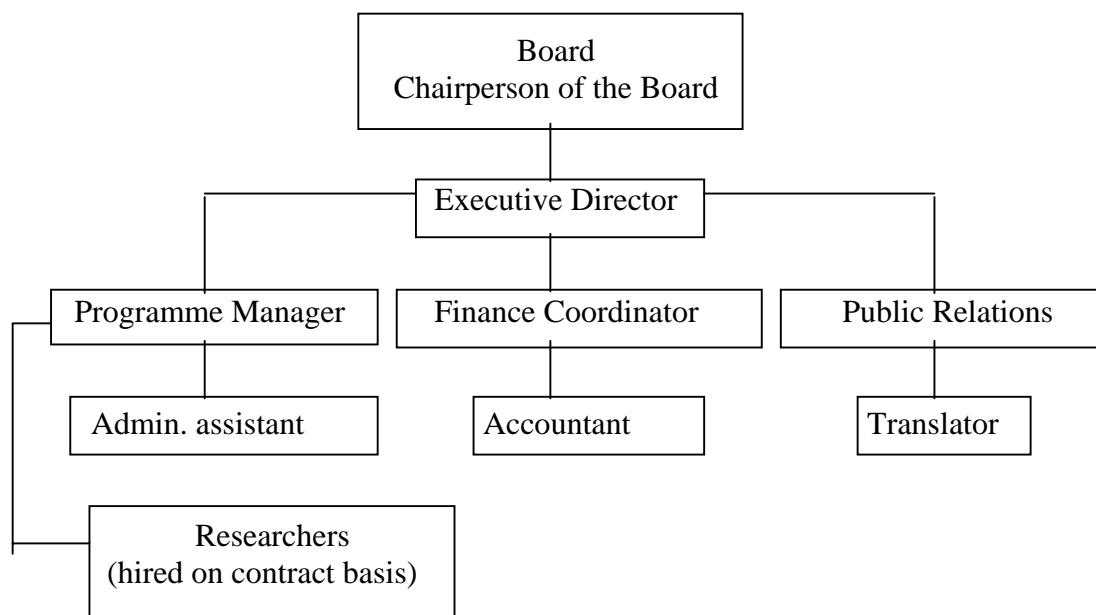 Board
Chairperson of the Board
Executive Director
Programme Manager
Finance Coordinator
Public Relations
Admin. assistant
Accountant
Translator
Researchers
(hired on contract basis)